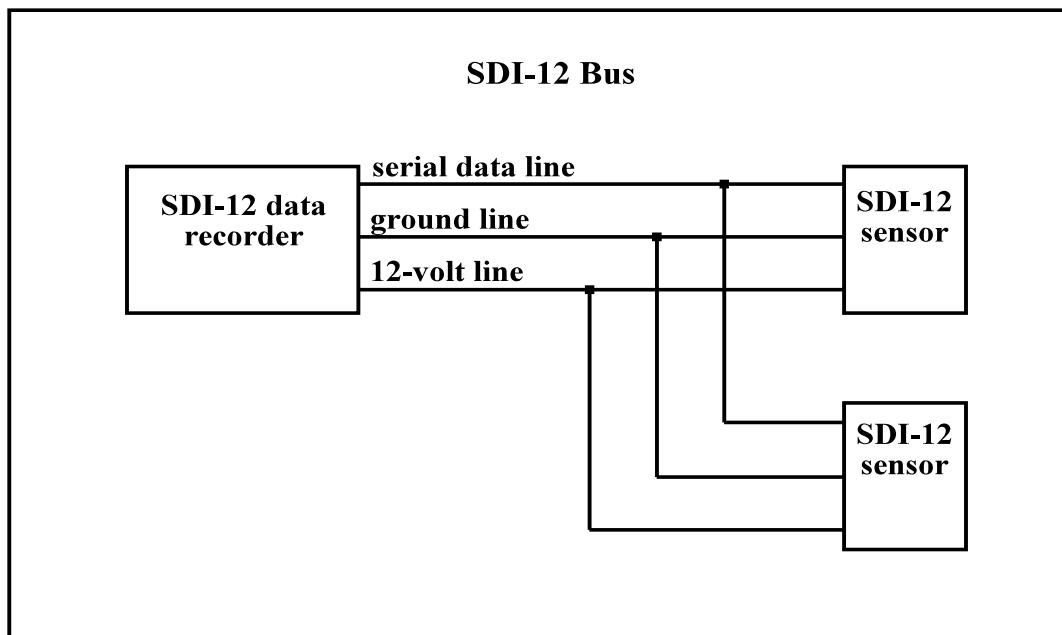 SDI-12 Bus
serial data line
SDI-12 data
recorder
ground line
12-volt line
SDI-12
sensor
SDI-12
sensor